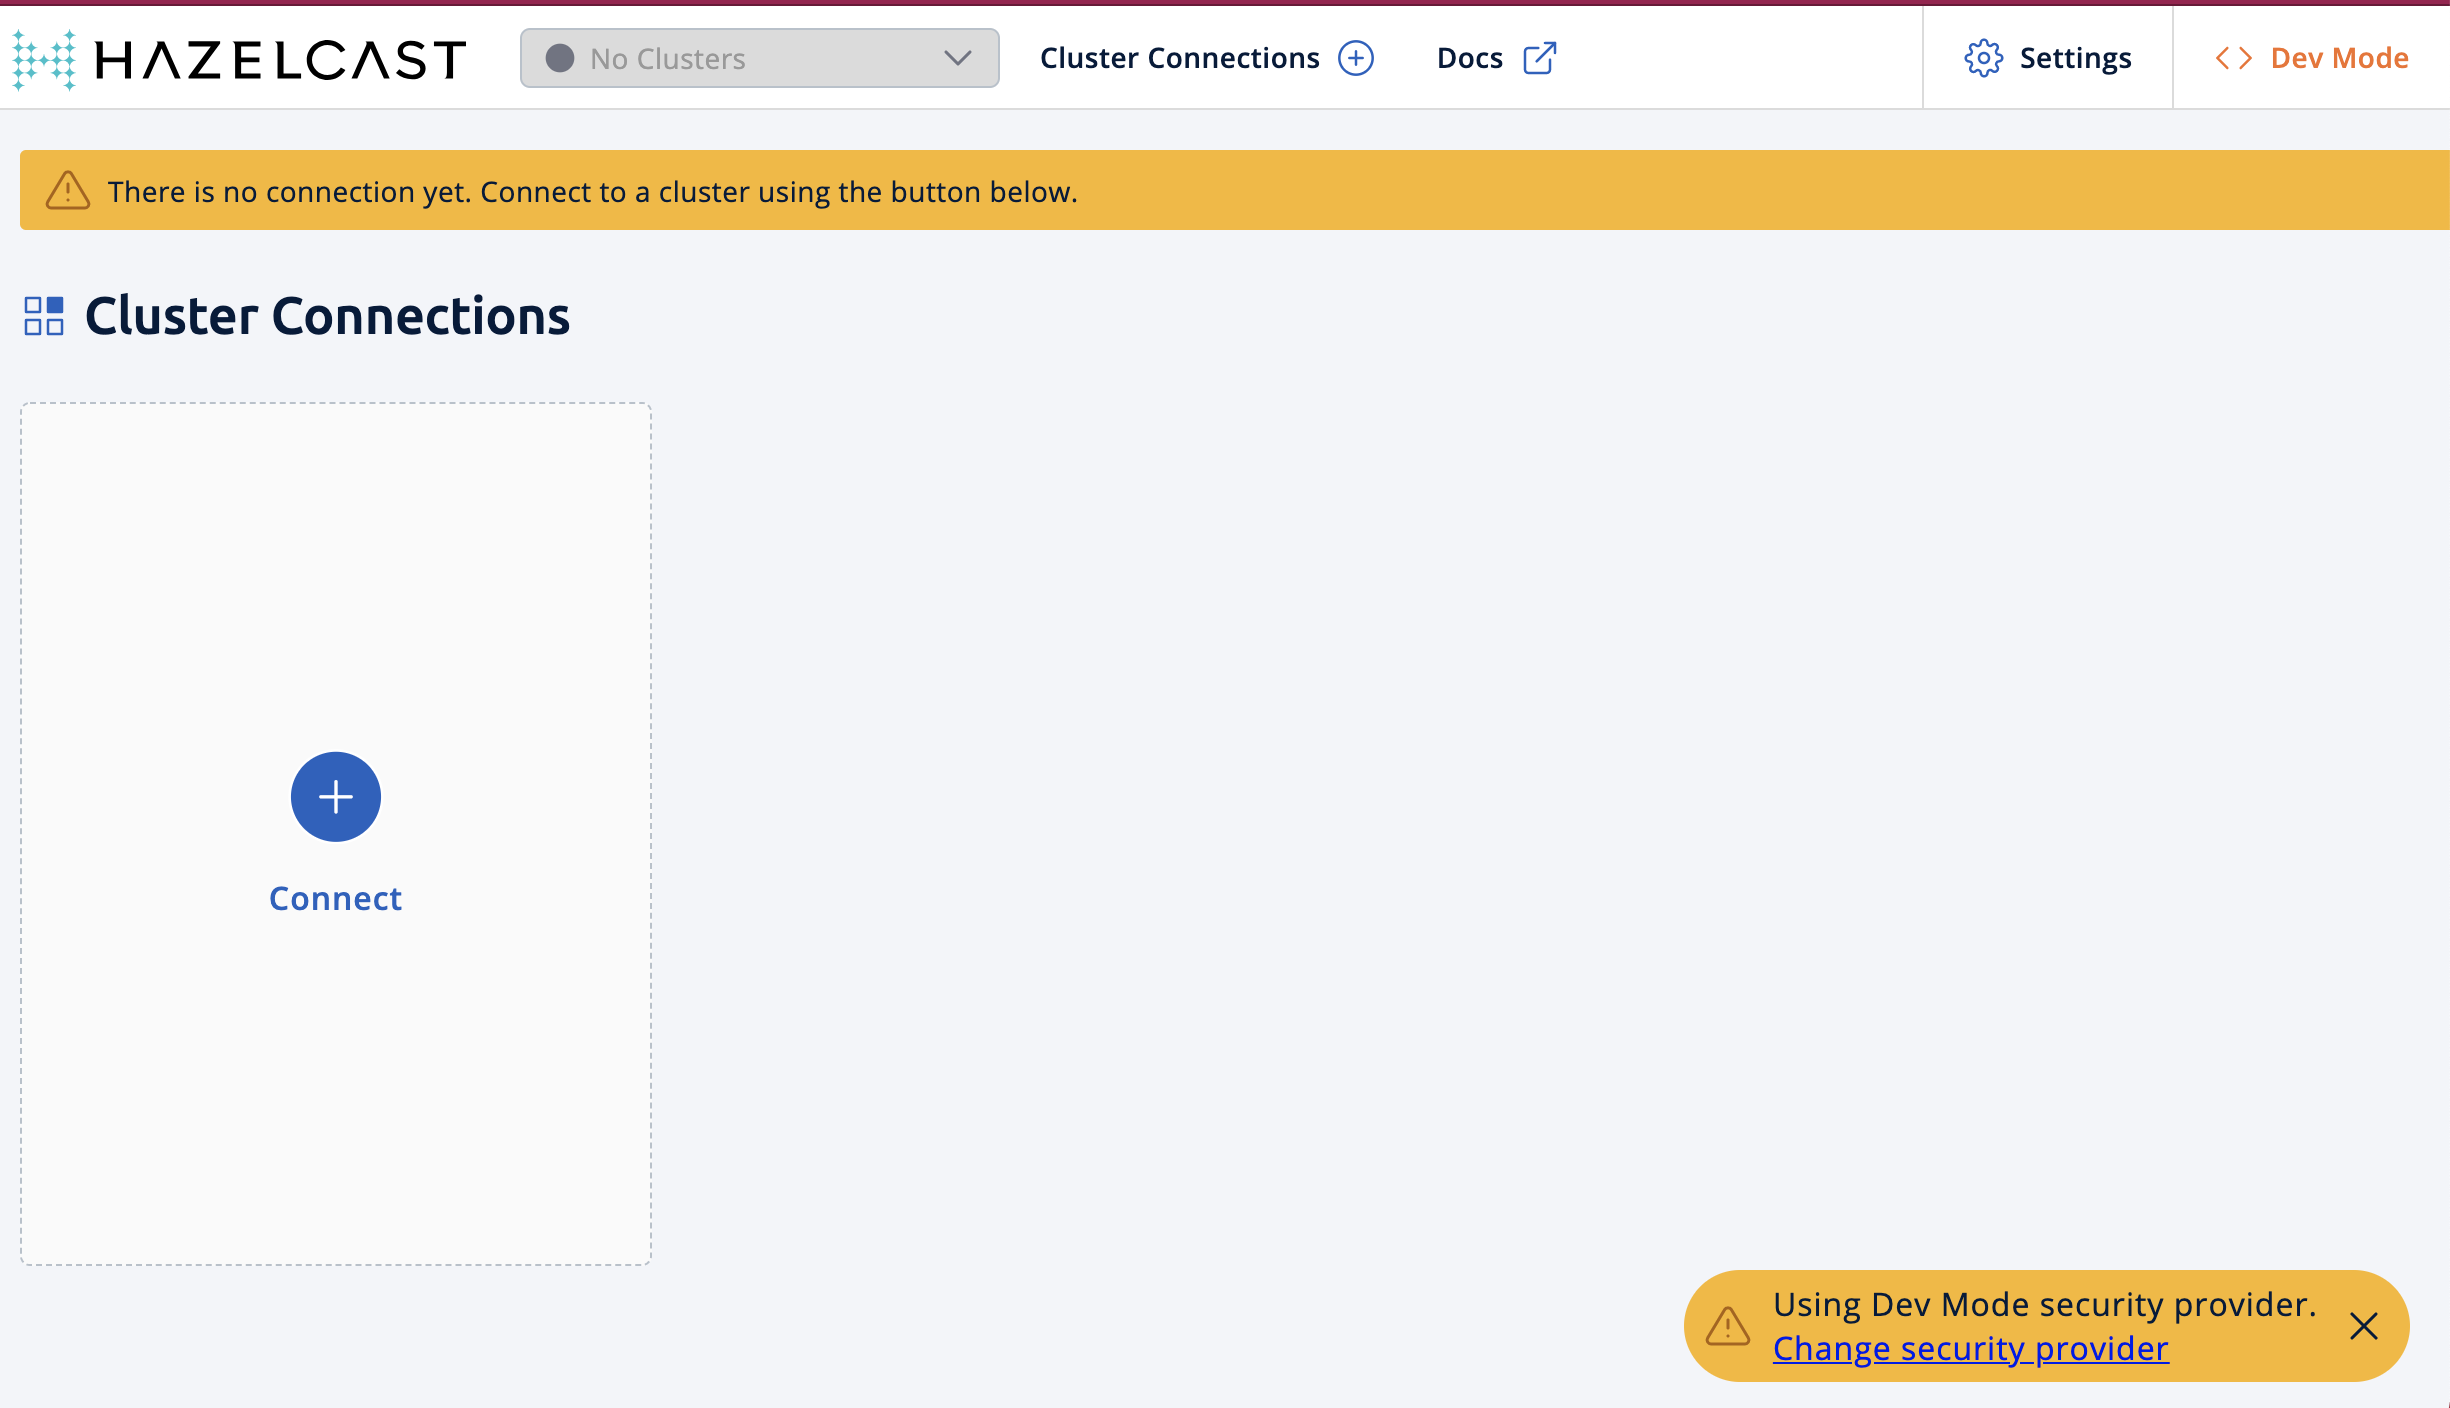 HAZELCAST
No Clusters
Cluster Connections
Docs
Settings
Dev Mode
There is no connection yet. Connect to a cluster using the button below.
Cluster Connections
Connect
Using Dev Mode security provider.
Change security provider